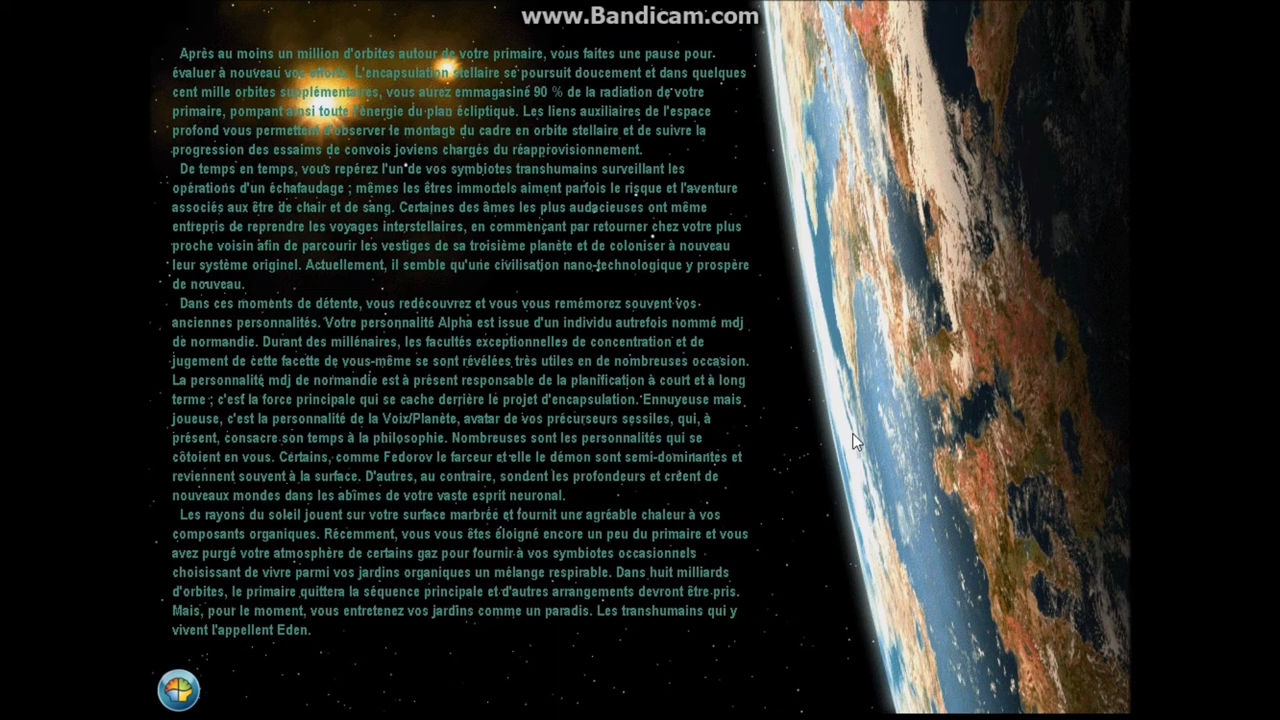 www.Bandicam.com
Après au moins un million d'orbites autour de votre primaire, vous faites une pause pour
évaluer à nouveau vos efforts. L'encapsulation stellaire se poursuit doucement et dans quelques
cent mille orbites supplémentaires, vous aurez emmagasiné 90 % de la radiation de votre
primaire, pompant ainsi toute l'énergie du plan écliptique. Les liens auxiliaires de l'espace
profond vous permettent d'observer le montage du cadre en orbite stellaire et de suivre la
progression des essaims de convois joviens chargés du réapprovisionnement.
De temps en temps, vous repérez l'un de vos symbiotes transhumains surveillant les
opérations d'un échafaudage ; mêmes les êtres immortels aiment parfois le risque et l'aventure
associés aux être de chair et de sang. Certaines des âmes les plus audacieuses ont même
entrepris de reprendre les voyages interstellaires, en commençant par retourner chez votre plus
proche voisin afin de parcourir les vestiges de sa troisième planète et de coloniser à nouveau
leur système originel. Actuellement, il semble qu'une civilisation nano-technologique y prospère
de nouveau.
Dans ces moments de détente, vous redécouvrez et vous vous remémorez souvent vos
anciennes personnalités. Votre personnalité Alpha est issue d'un individu autrefois nommé mdj
de normandie. Durant des millénaires, les facultés exceptionnelles de concentration et de
jugement de cette facette de vous-même se sont révélées très utiles en de nombreuses occasion.
La personnalité mdj de normandie est à présent responsable de la planification à court et à long
terme ; c'est la force principale qui se cache derrière le projet d'encapsulation. Ennuyeuse mais
joueuse, c'est la personnalité de la Voix/Planète, avatar de vos précurseurs sessiles, qui, à
présent, consacre son temps à la philosophie. Nombreuses sont les personnalités qui se
côtoient en vous. Certains, comme Fedorov le farceur et elle le démon sont semi-dominantes et
reviennent souvent à la surface. D'autres, au contraire, sondent les profondeurs et créent de
nouveaux mondes dans les abîmes de votre vaste esprit neuronal.
Les rayons du soleil jouent sur votre surface marbrée et fournit une agréable chaleur à vos
composants organiques. Récemment, vous vous êtes éloigné encore un peu du primaire et vous
avez purgé votre atmosphère de certains gaz pour fournir à vos symbiotes occasionnels
choisissant de vivre parmi vos jardins organiques un mélange respirable. Dans huit milliards
d'orbites, le primaire quittera la séquence principale et d'autres arrangements devront être pris.
Mais, pour le moment, vous entretenez vos jardins comme un paradis. Les transhumains qui y
vivent l'appellent Eden.